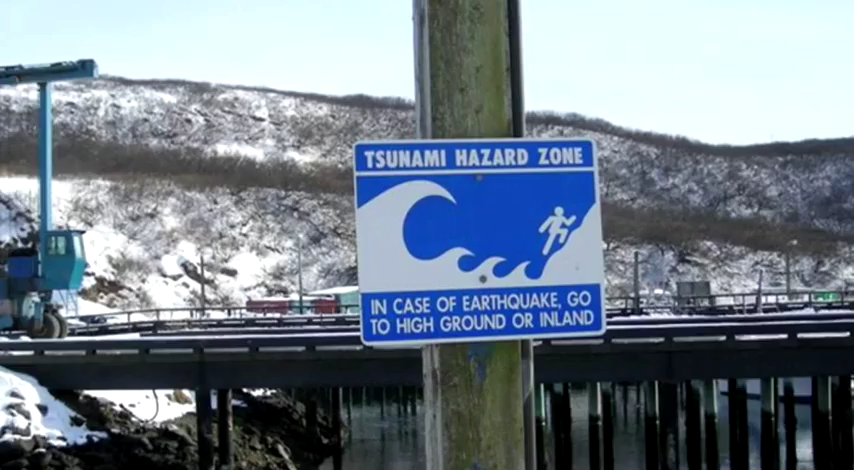 TSUNAMI HAZARD ZONE
IN CASE OF EARTHQUAKE, GO
TO HIGH GROUND OR INLAND